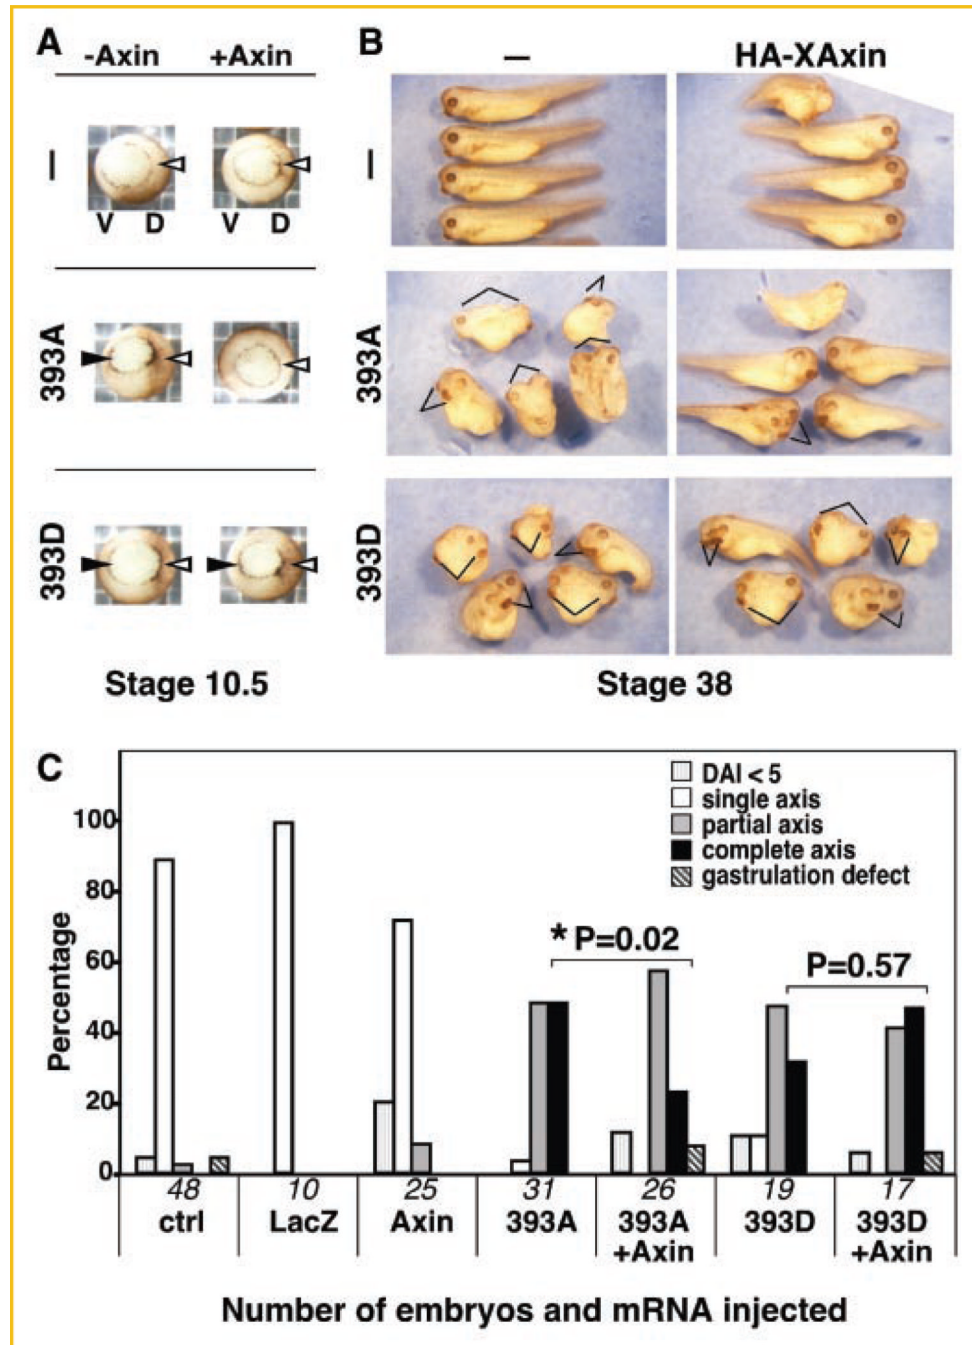 A
-Axin +Axin
–
V D V D
393A
393D
Stage 10.5
B
– HA-XAxin
–
393A
393D
Stage 38
C
Percentage
100
80
60
40
20
0
DAI < 5
single axis
partial axis
complete axis
gastrulation defect
* P=0.02
P=0.57
48 10 25 31 26 19 17
ctrl LacZ Axin 393A 393A 393D 393D
+Axin +Axin
Number of embryos and mRNA injected